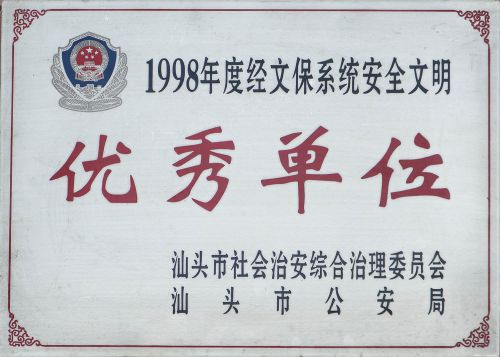 1998年度经文保系统安全文明
优秀单位
汕头市社会治安综合治理委员会
汕头市公安局